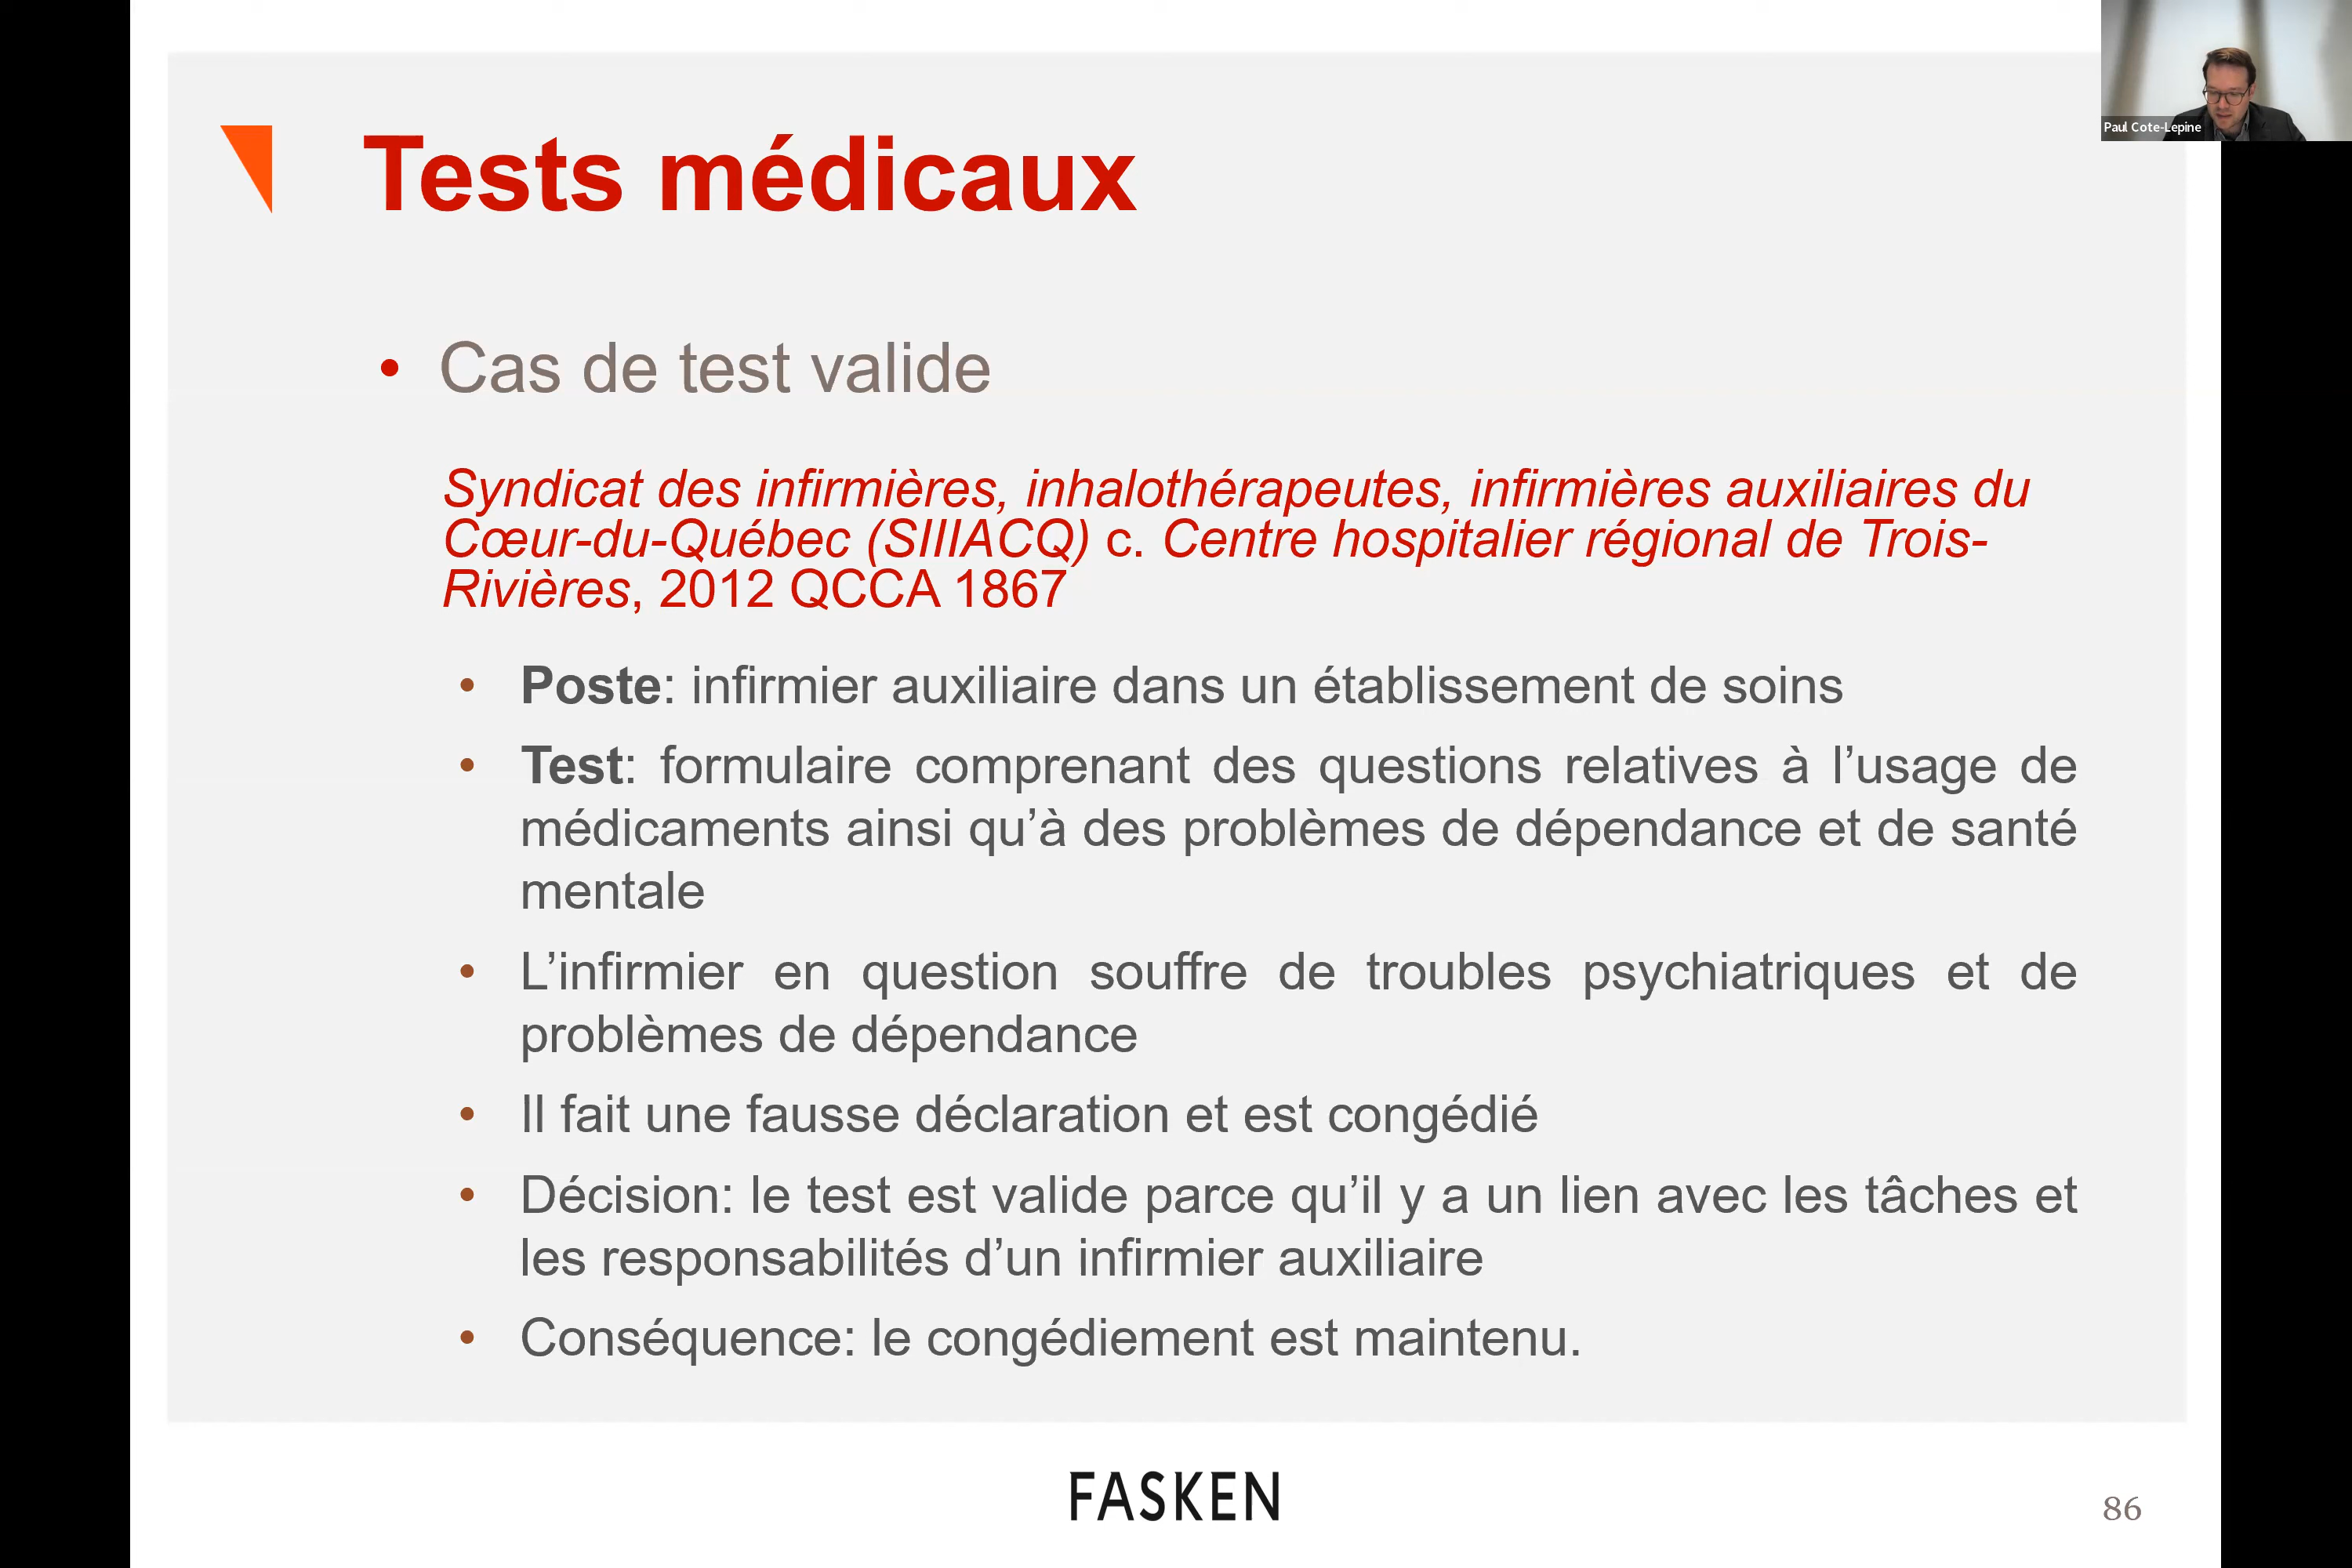 Paul Cote-Lepine
Tests médicaux
• Cas de test valide
Syndicat des infirmières, inhalothérapeutes, infirmières auxiliaires du
Cœur-du-Québec (SIIIACQ) c. Centre hospitalier régional de Trois-
Rivières, 2012 QCCA 1867
• Poste: infirmier auxiliaire dans un établissement de soins
• Test: formulaire comprenant des questions relatives à l’usage de
médicaments ainsi qu’à des problèmes de dépendance et de santé
mentale
• L’infirmier en question souffre de troubles psychiatriques et de
problèmes de dépendance
• Il fait une fausse déclaration et est congédié
• Décision: le test est valide parce qu’il y a un lien avec les tâches et
les responsabilités d’un infirmier auxiliaire
• Conséquence: le congédiement est maintenu.
FASKEN
86